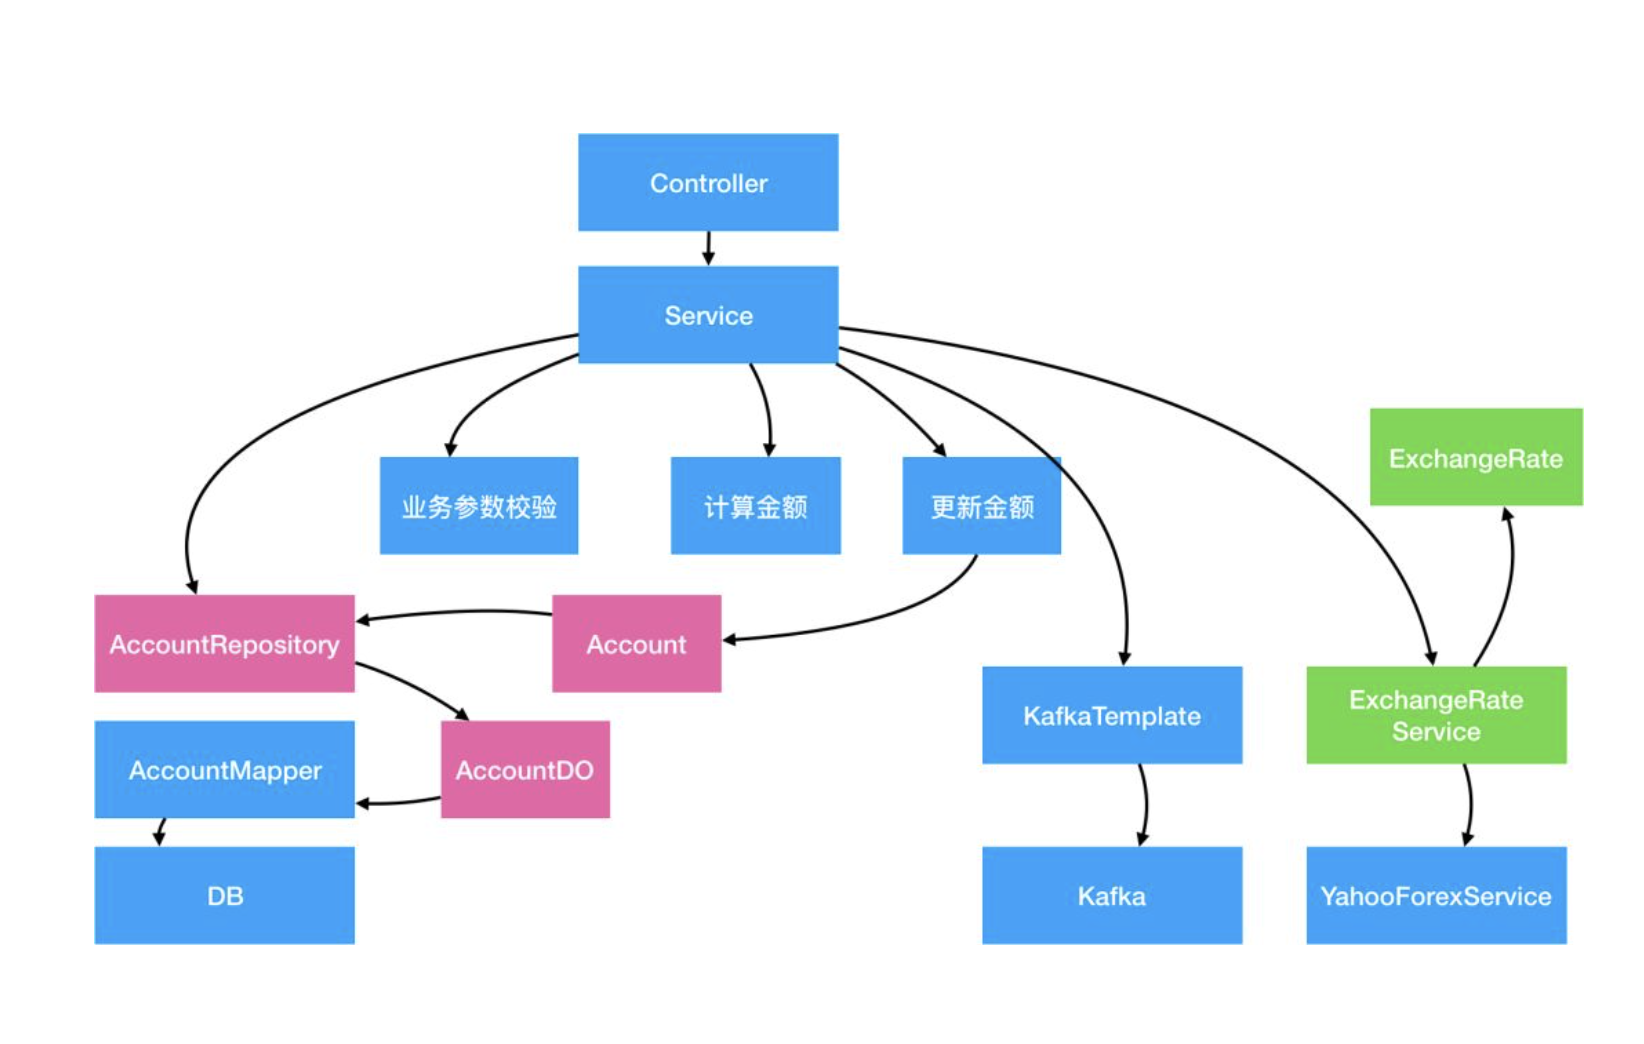 Controller
Service
ExchangeRate
业务参数校验
计算金额
更新金额
AccountRepository
Account
KafkaTemplate
ExchangeRate
Service
AccountMapper
AccountDO
DB
Kafka
YahooForexService